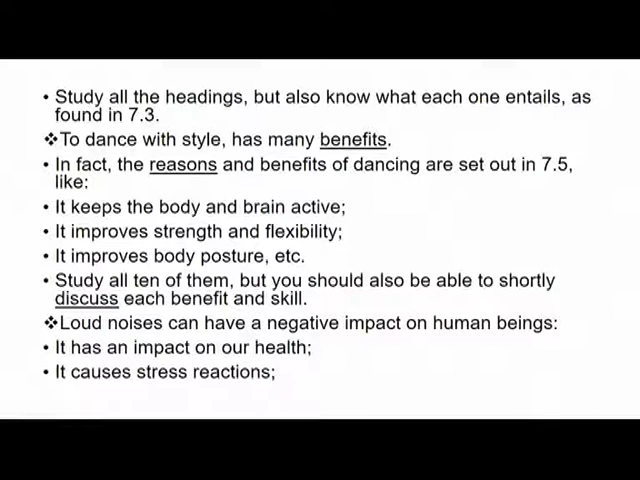 • Study all the headings, but also know what each one entails, as
found in 7.3.
❖To dance with style, has many benefits.
• In fact, the reasons and benefits of dancing are set out in 7.5,
like:
• It keeps the body and brain active;
• It improves strength and flexibility;
• It improves body posture, etc.
• Study all ten of them, but you should also be able to shortly
discuss each benefit and skill.
❖Loud noises can have a negative impact on human beings:
• It has an impact on our health;
• It causes stress reactions;